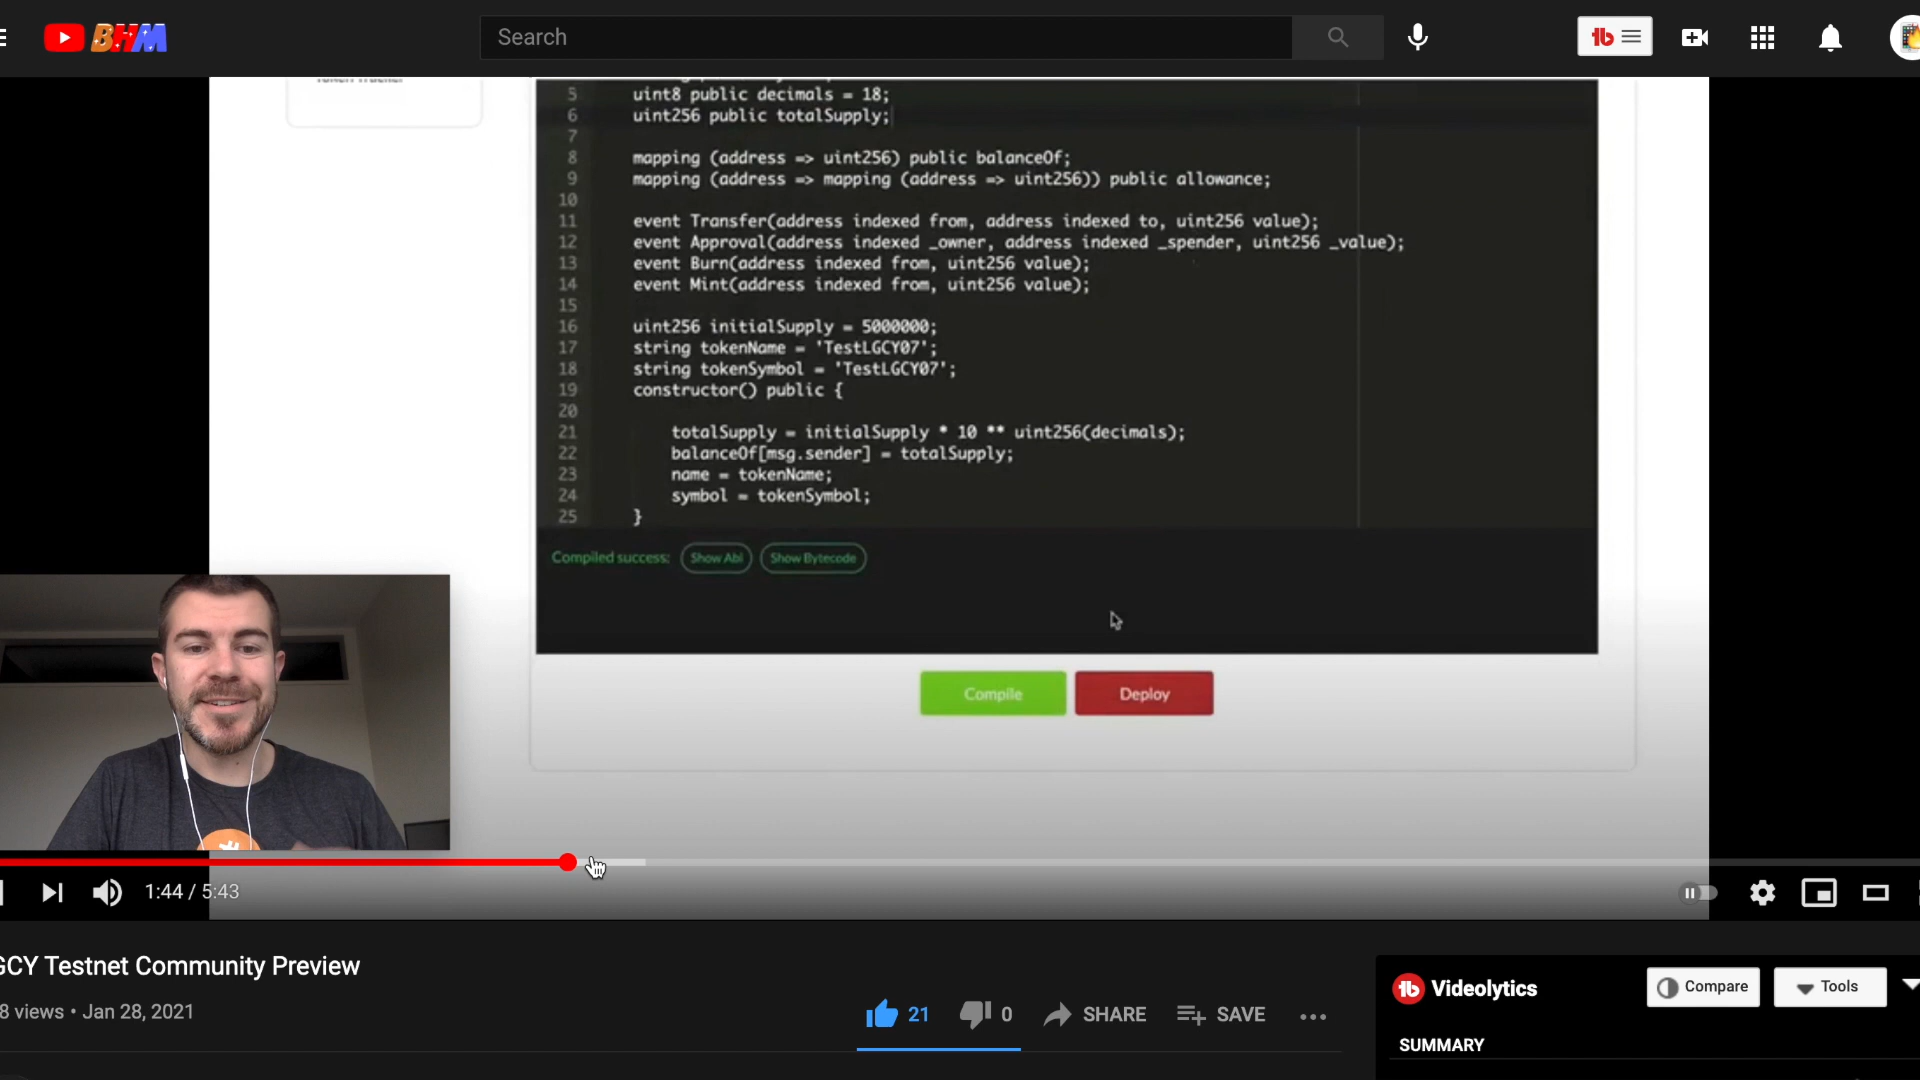 BHM
Search
5 uint8 public decimals = 18;
6 uint256 public totalSupply;
7
8 mapping (address => uint256) public balanceOf;
9 mapping (address => mapping (address => uint256)) public allowance;
10
11 event Transfer(address indexed from, address indexed to, uint256 value);
12 event Approval(address indexed _owner, address indexed _spender, uint256 _value);
13 event Burn(address indexed from, uint256 value);
14 event Mint(address indexed from, uint256 value);
15
16 uint256 initialSupply = 5000000;
17 string tokenName = 'TestLGCY07';
18 string tokenSymbol = 'TestLGCY07';
19 constructor() public {
20
21 totalSupply = initialSupply * 10 ** uint256(decimals);
22 balanceOf[msg.sender] = totalSupply;
23 name = tokenName;
24 symbol = tokenSymbol;
25 }
Compiled success: Show Abi Show Bytecode
Compile Deploy
1:44 / 5:43
GCY Testnet Community Preview
8 views • Jan 28, 2021
21 0 SHARE SAVE
Videolytics Compare Tools
SUMMARY